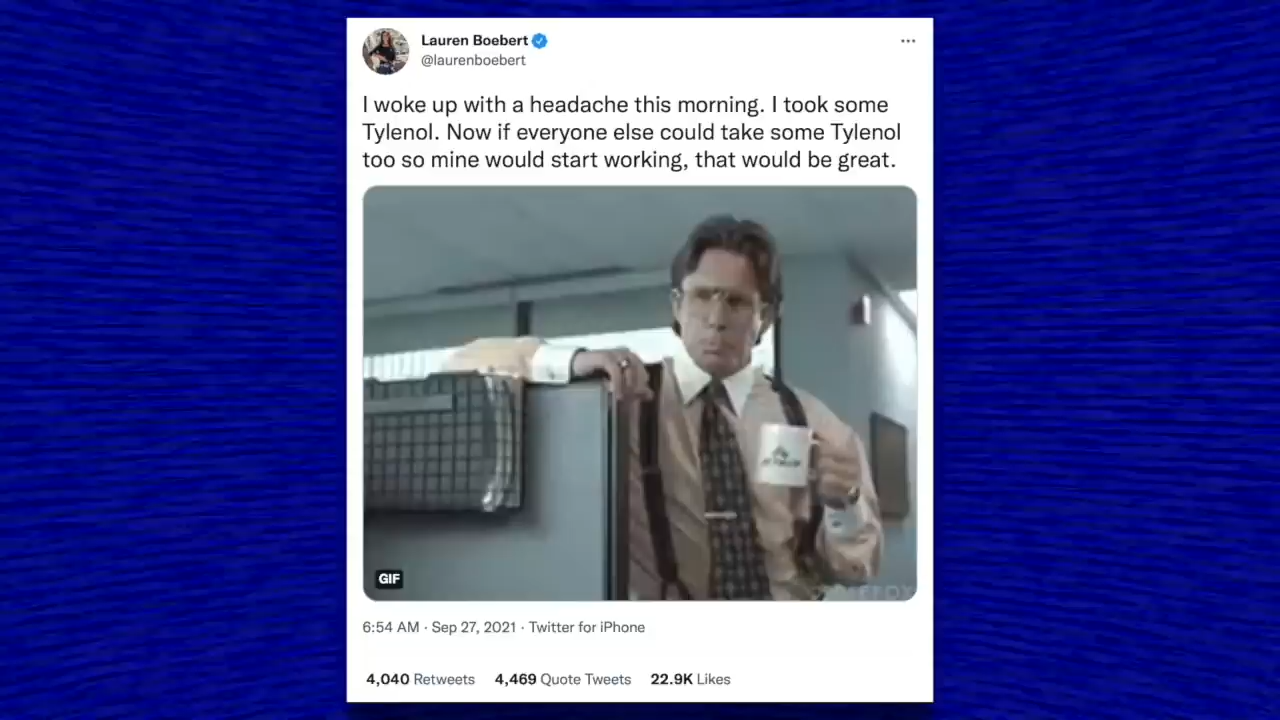 Lauren Boebert
@laurenboebert
I woke up with a headache this morning. I took some
Tylenol. Now if everyone else could take some Tylenol
too so mine would start working, that would be great.
GIF
6:54 AM · Sep 27, 2021 · Twitter for iPhone
4,040 Retweets 4,469 Quote Tweets 22.9K Likes